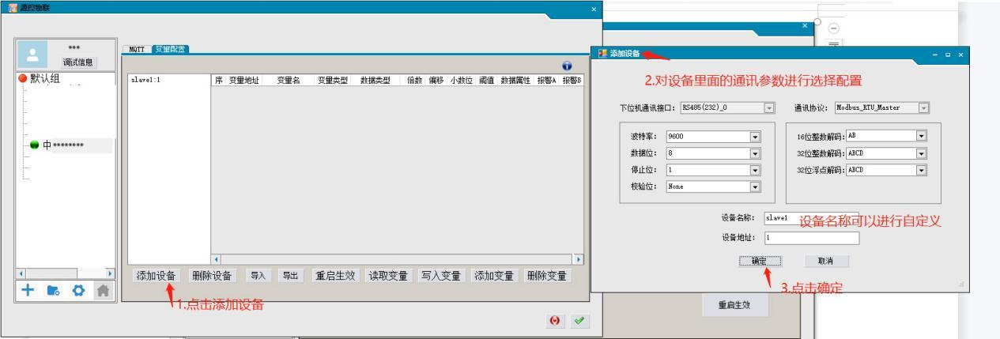 源控物联
***
调试信息
默认组
中********
MQTT 变量配置
slave1:1
序 变量地址 变量名 变量类型 数据类型 倍数 偏移 小数位 阈值 数据属性 报警A 报警B
添加设备 删除设备 导入 导出 重启生效 读取变量 写入变量 添加变量 删除变量
1.点击添加设备
添加设备
2.对设备里面的通讯参数进行选择配置
下位机通讯接口: RS485(232)_0 通讯协议: Modbus_RTU_Master
波特率: 9600
数据位: 8
停止位: 1
校验位: None
16位整数解码: AB
32位整数解码: ABCD
32位浮点解码: ABCD
设备名称: slave1 设备名称可以进行自定义
设备地址: 1
确定 取消
3.点击确定
重启生效